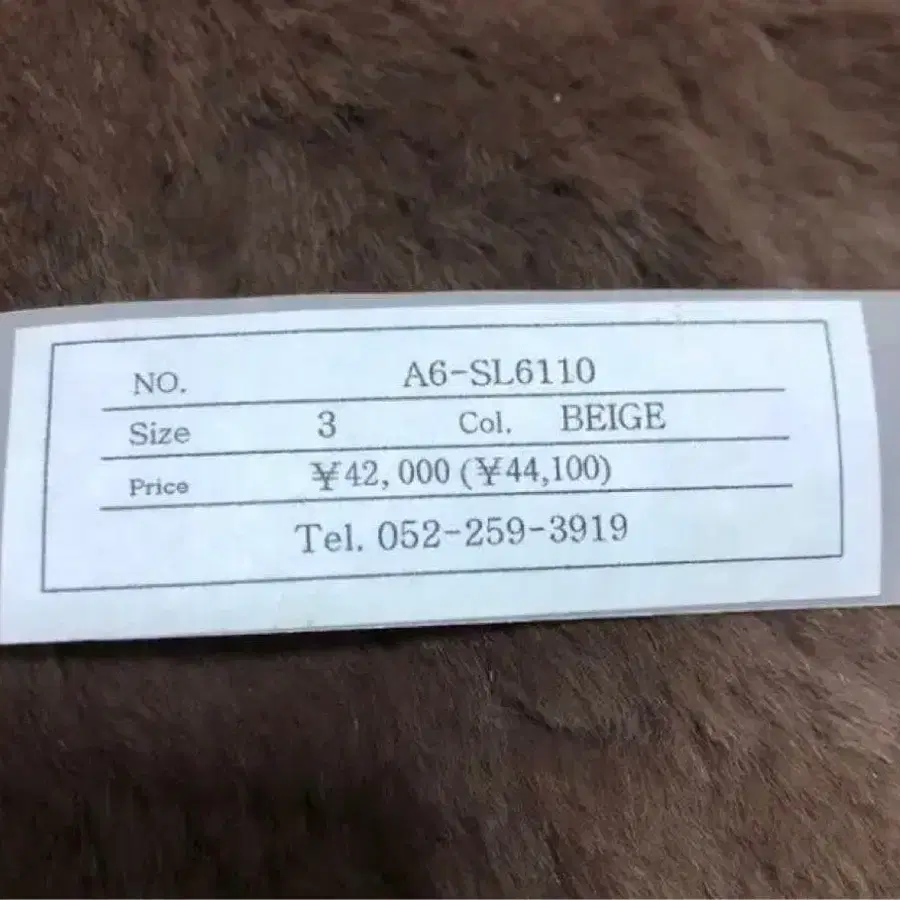 NO. A6-SL6110
Size 3 Col. BEIGE
Price ¥42,000 (¥44,100)
Tel. 052-259-3919